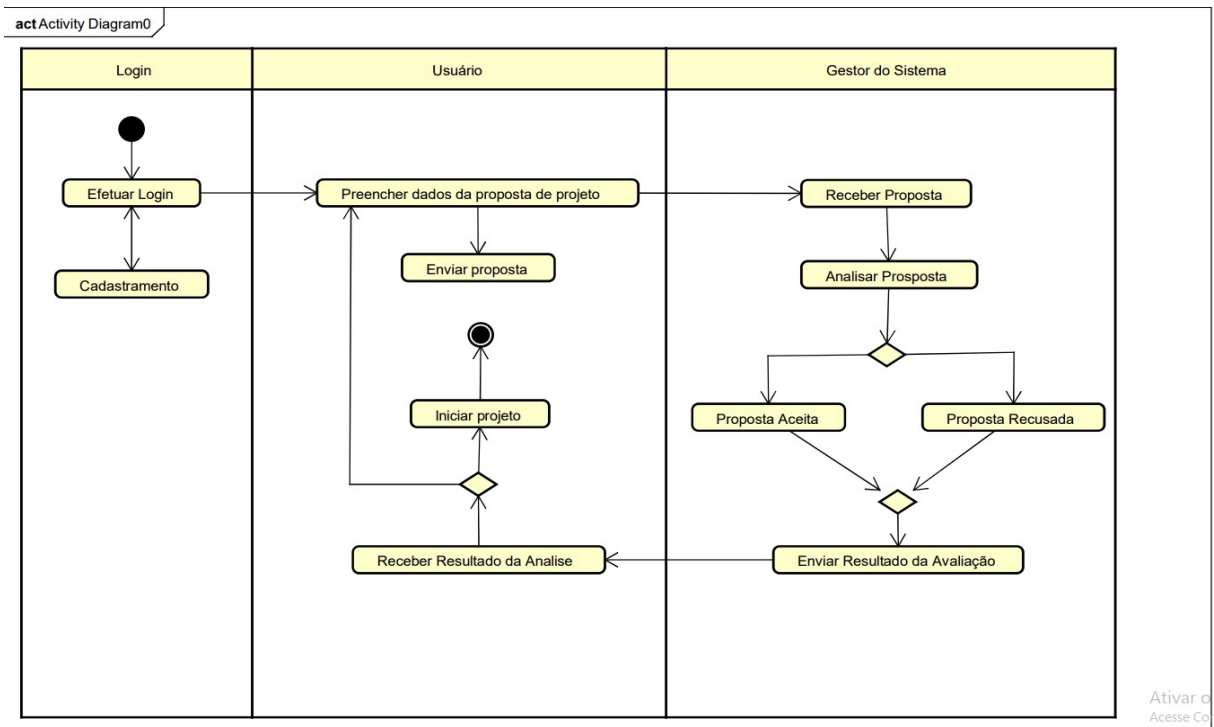 act Activity Diagram0
Login
Usuário
Gestor do Sistema
Efetuar Login
Preencher dados da proposta de projeto
Receber Proposta
Enviar proposta
Analisar Prosposta
Cadastramento
Iniciar projeto
Proposta Aceita
Proposta Recusada
Receber Resultado da Analise
Enviar Resultado da Avaliação
Ativar o
Acesse Co